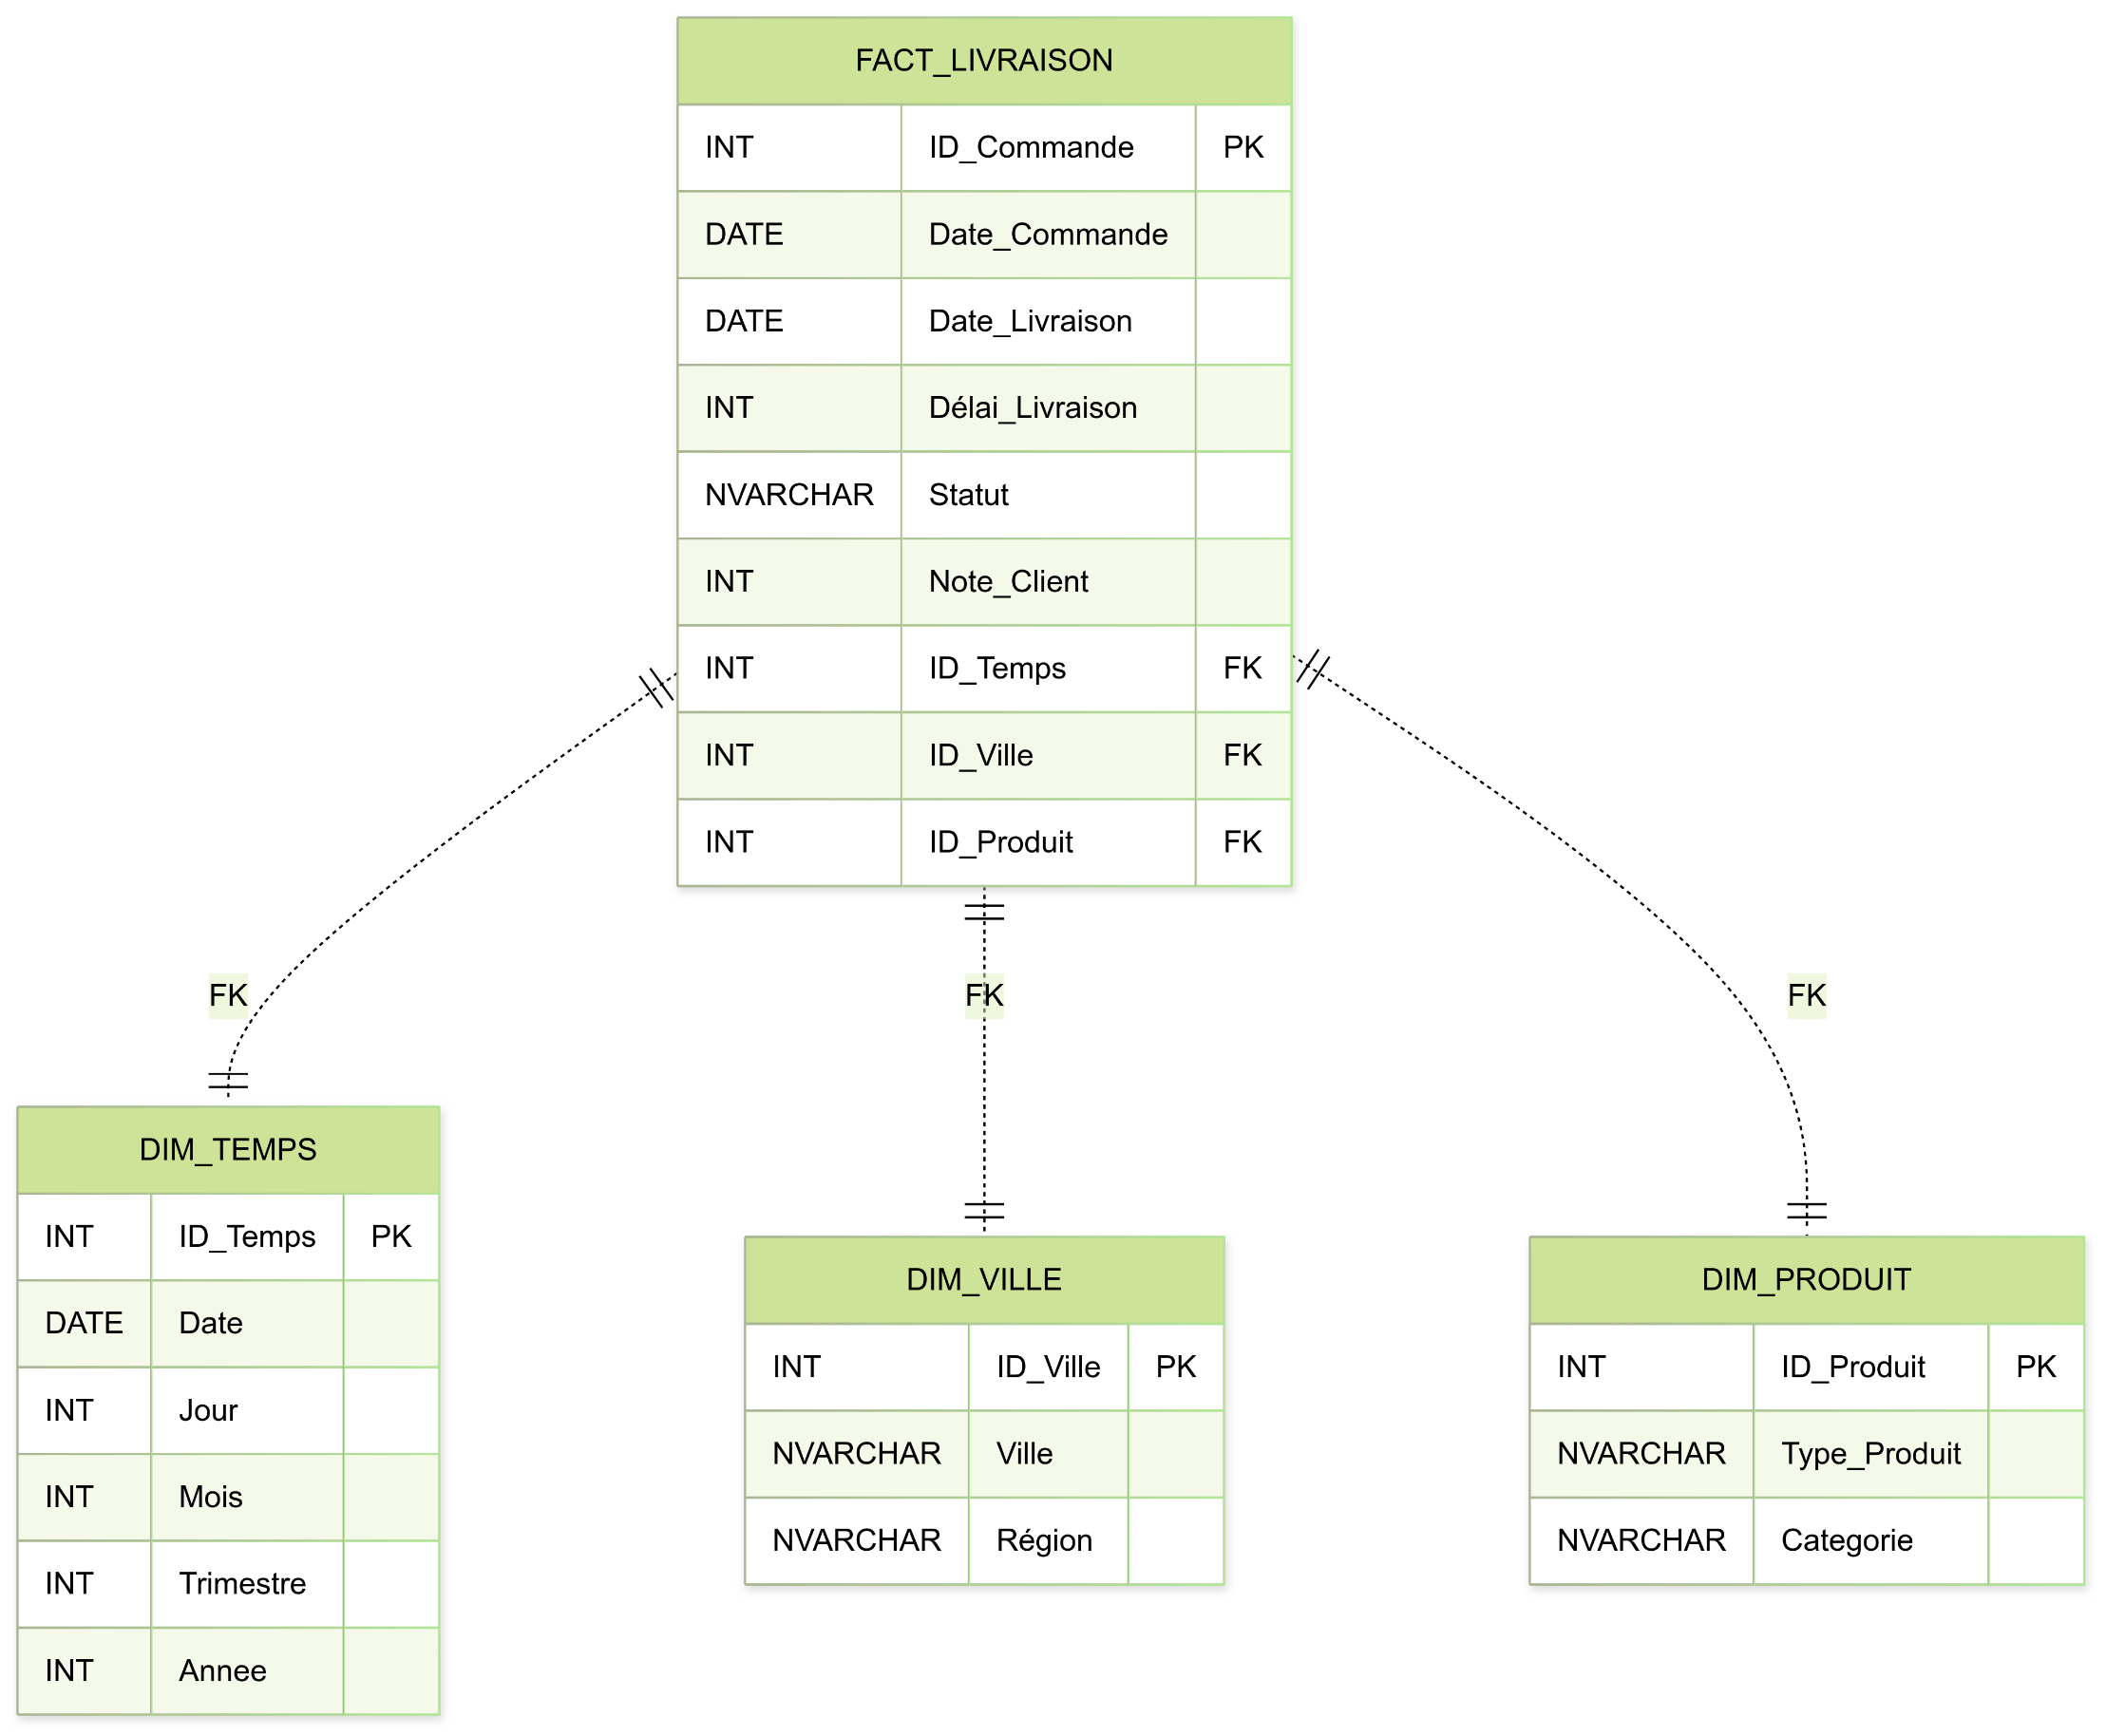 FACT_LIVRAISON
INT ID_Commande PK
DATE Date_Commande
DATE Date_Livraison
INT Délai_Livraison
NVARCHAR Statut
INT Note_Client
INT ID_Temps FK
INT ID_Ville FK
INT ID_Produit FK
FK
FK
FK
DIM_TEMPS
INT ID_Temps PK
DATE Date
INT Jour
INT Mois
INT Trimestre
INT Annee
DIM_VILLE
INT ID_Ville PK
NVARCHAR Ville
NVARCHAR Région
DIM_PRODUIT
INT ID_Produit PK
NVARCHAR Type_Produit
NVARCHAR Categorie